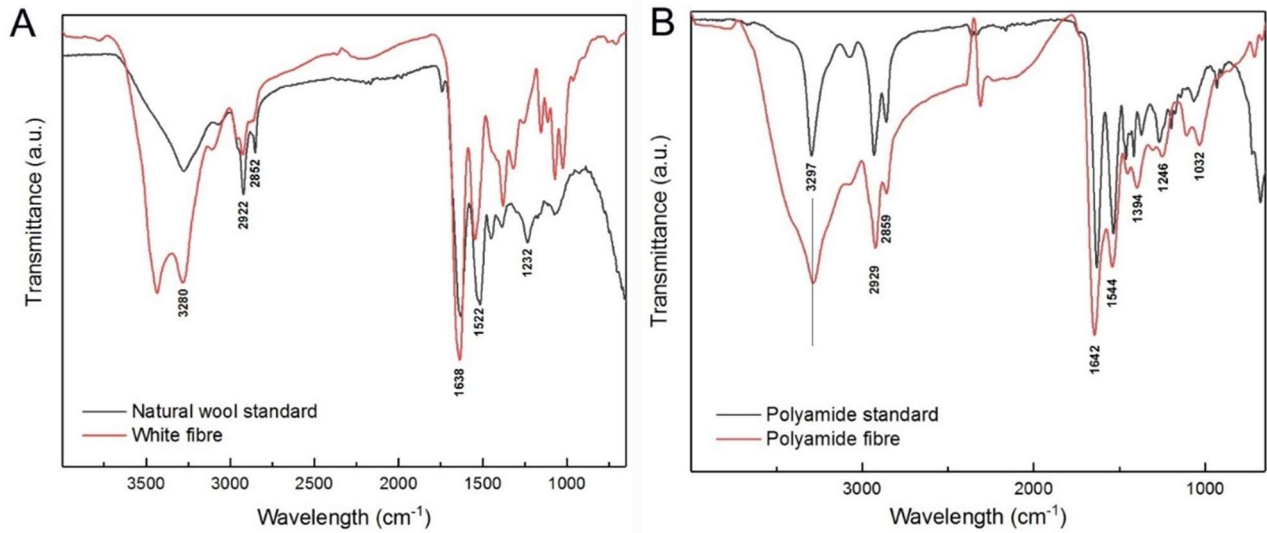 A
Transmittance (a.u.)
3280
2922
2852
1638
1522
1232
Natural wool standard
White fibre
3500 3000 2500 2000 1500 1000
Wavelength (cm-1)
B
Transmittance (a.u.)
3297
2929
2859
1642
1544
1394
1246
1032
Polyamide standard
Polyamide fibre
3000 2000 1000
Wavelength (cm-1)